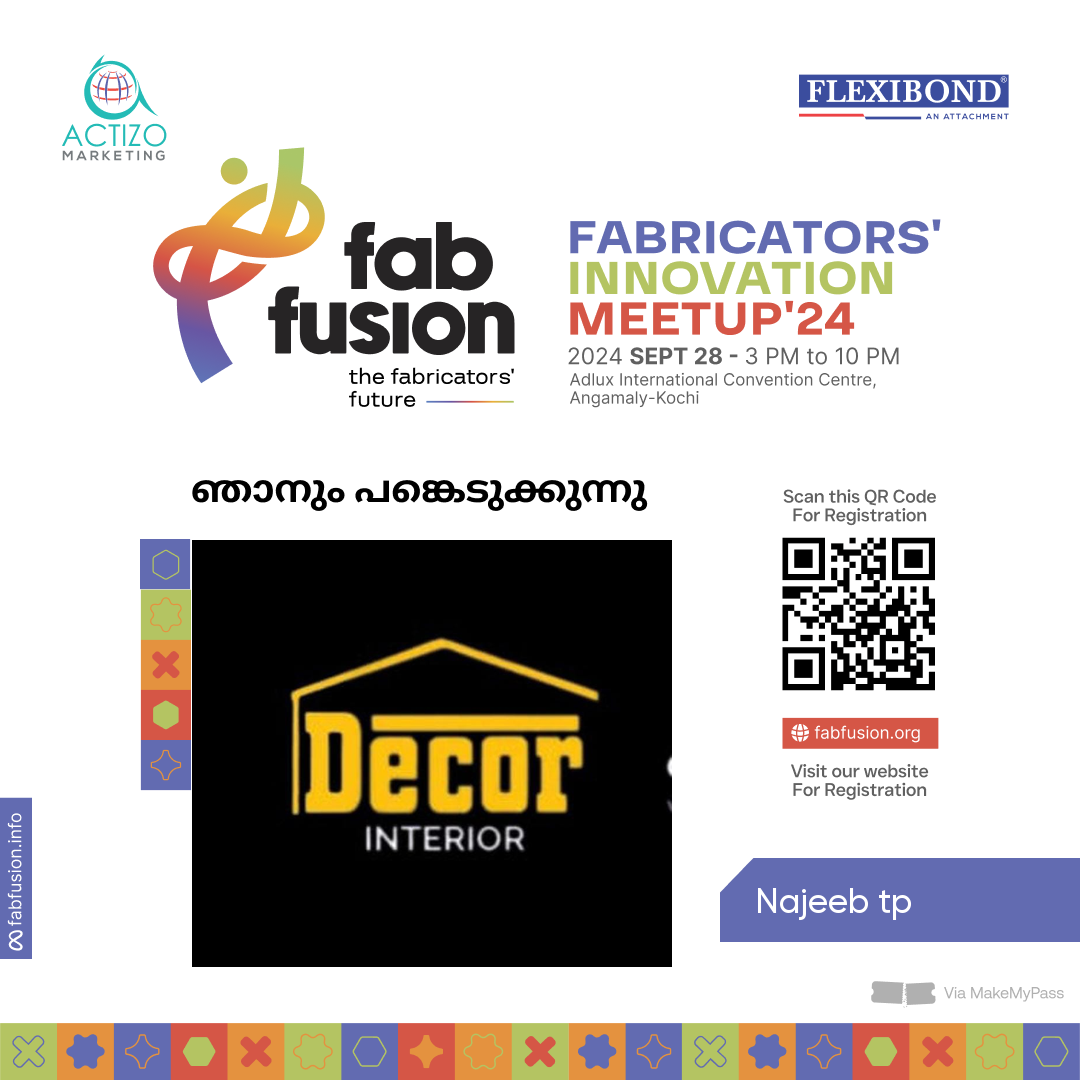 ACTIZO
MARKETING
FLEXIBOND®
AN ATTACHMENT
fab
fusion
the fabricators'
future
FABRICATORS'
INNOVATION
MEETUP'24
2024 SEPT 28 - 3 PM to 10 PM
Adlux International Convention Centre,
Angamaly-Kochi
ഞാനും പങ്കെടുക്കുന്നു
Scan this QR Code
For Registration
fabfusion.org
Visit our website
For Registration
Decor
INTERIOR
fabfusion.info
Najeeb tp
Via MakeMyPass